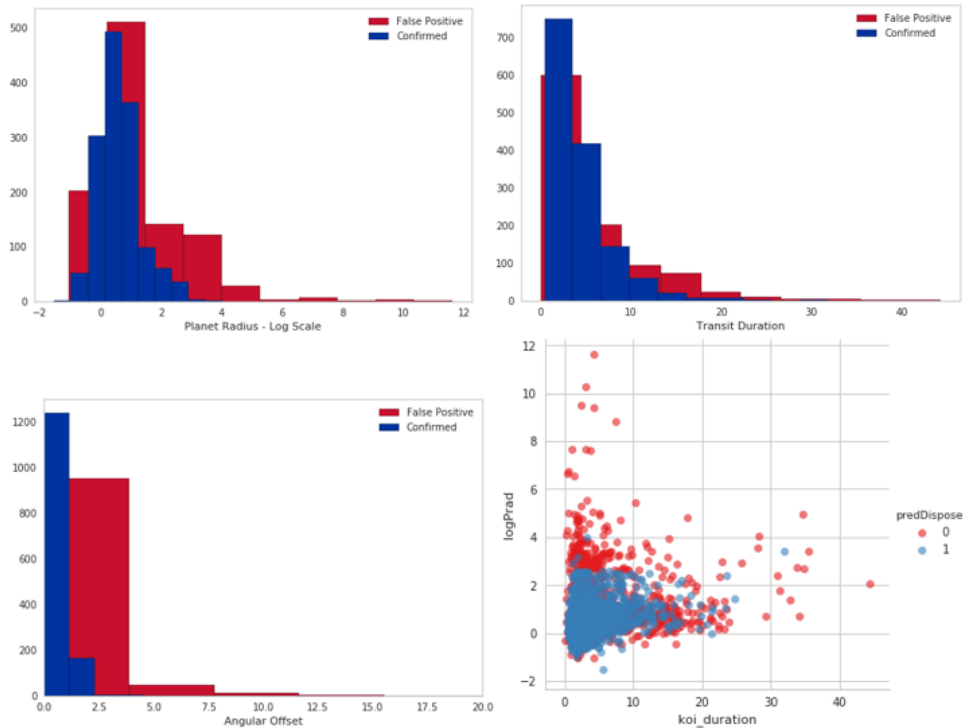 500
400
300
200
100
0
False Positive
Confirmed
−2 0 2 4 6 8 10 12
Planet Radius - Log Scale
700
600
500
400
300
200
100
0
False Positive
Confirmed
0 10 20 30 40
Transit Duration
1200
1000
800
600
400
200
0
False Positive
Confirmed
0.0 2.5 5.0 7.5 10.0 12.5 15.0 17.5 20.0
Angular Offset
12
10
8
6
4
2
0
−2
logPrad
0 10 20 30 40
koi_duration
predDispose
0
1